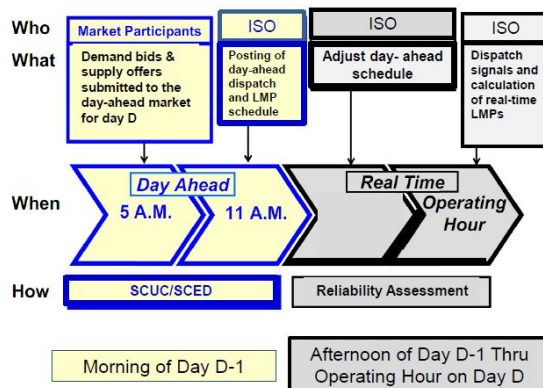 Who
Market Participants
ISO
ISO
ISO
What
Demand bids &
supply offers
submitted to the
day-ahead market
for day D
Posting of
day-ahead
dispatch
and LMP
schedule
Adjust day- ahead
schedule
Dispatch
signals and
calculation
of real-time
LMPs
When
Day Ahead
5 A.M.
11 A.M.
Real Time
Operating
Hour
How
SCUC/SCED
Reliability Assessment
Morning of Day D-1
Afternoon of Day D-1 Thru
Operating Hour on Day D